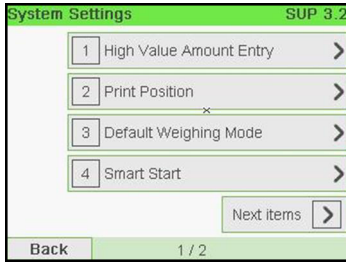 System Settings SUP 3.2
1 High Value Amount Entry
2 Print Position
3 Default Weighing Mode
4 Smart Start
Next items
Back 1 / 2